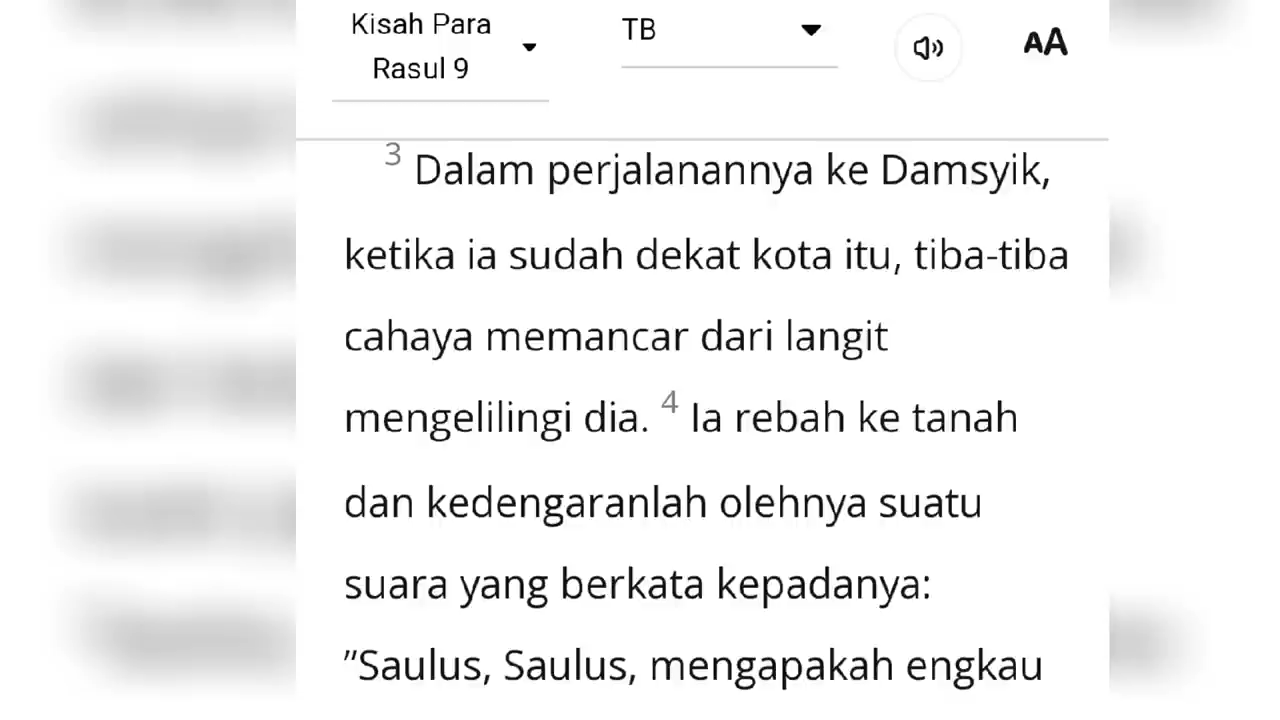 Kisah Para
Rasul 9
TB
AA
3 Dalam perjalanannya ke Damsyik,
ketika ia sudah dekat kota itu, tiba-tiba
cahaya memancar dari langit
mengelilingi dia. 4 Ia rebah ke tanah
dan kedengaranlah olehnya suatu
suara yang berkata kepadanya:
"Saulus, Saulus, mengapakah engkau